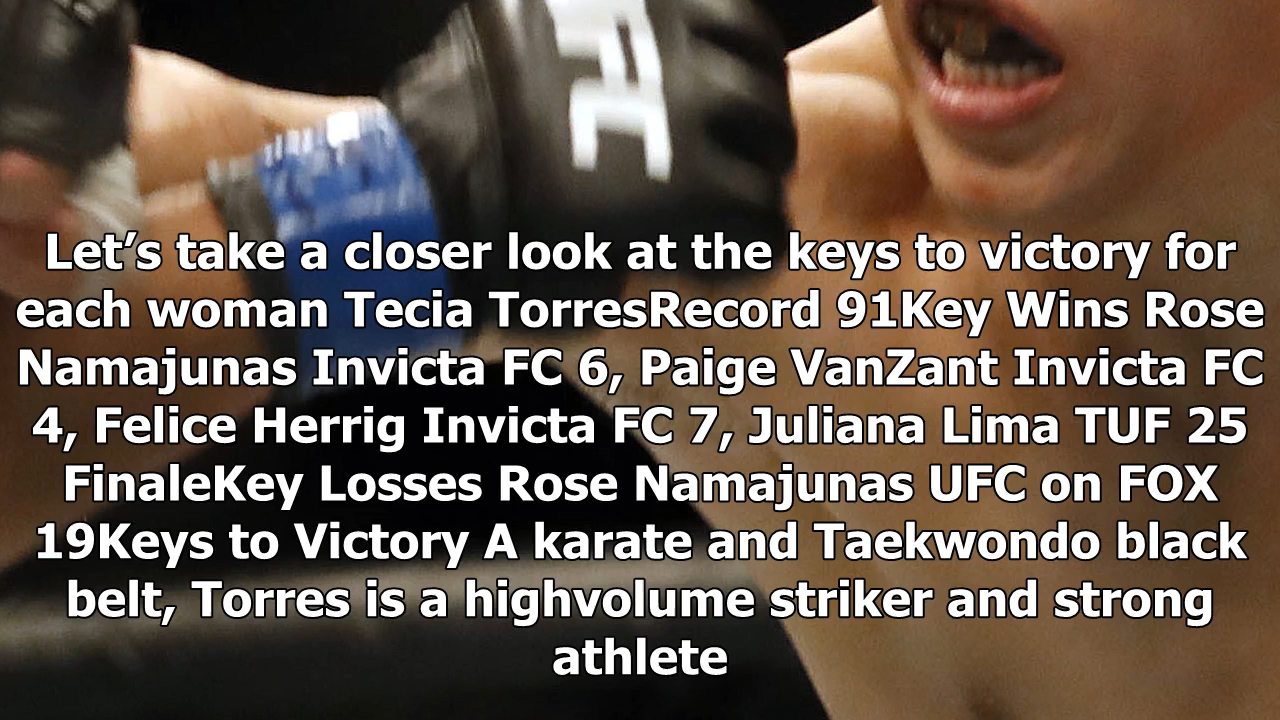 UFC
Let’s take a closer look at the keys to victory for
each woman Tecia TorresRecord 91Key Wins Rose
Namajunas Invicta FC 6, Paige VanZant Invicta FC
4, Felice Herrig Invicta FC 7, Juliana Lima TUF 25
FinaleKey Losses Rose Namajunas UFC on FOX
19Keys to Victory A karate and Taekwondo black
belt, Torres is a highvolume striker and strong
athlete